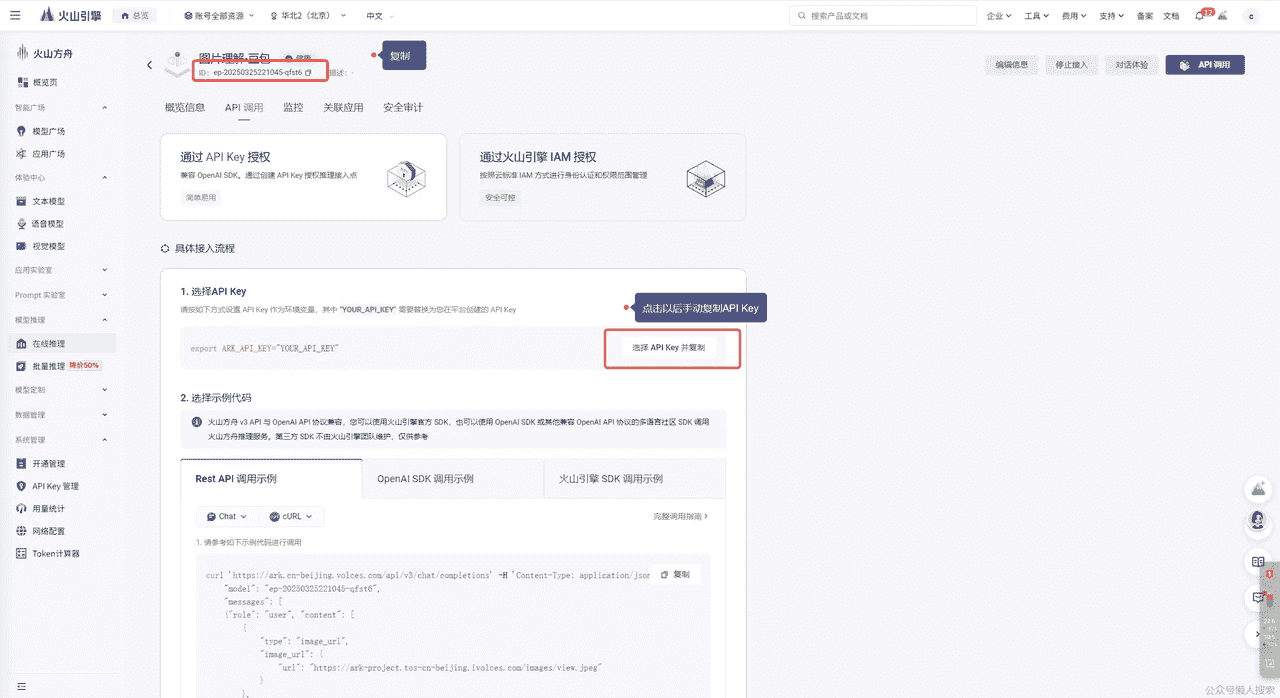 火山引擎
总览
账号全部资源
华北2（北京）
中文
搜索产品或文档
企业
工具
费用
支持
备案
文档
17
c
火山方舟
概览页
智能广场
模型广场
应用广场
体验中心
文本模型
语音模型
视觉模型
应用实验室
Prompt 实验室
模型推理
在线推理
批量推理 降价50%
模型定制
数据管理
系统管理
开通管理
API Key 管理
用量统计
网络配置
Token计算器
图片理解-豆包
健康
ID: ep-20250325221045-qfst6
描述: -
复制
编辑信息
停止接入
对话体验
API 调用
概览信息
API 调用
监控
关联应用
安全审计
通过 API Key 授权
兼容 OpenAI SDK，通过创建 API Key 授权推理接入点
简单易用
通过火山引擎 IAM 授权
按照云标准 IAM 方式进行身份认证和权限范围管理
安全可控
具体接入流程
1. 选择API Key
请按如下方式设置 API Key 作为环境变量，其中 "YOUR_API_KEY" 需要替换为您在平台创建的 API Key
点击以后手动复制API Key
export ARK_API_KEY="YOUR_API_KEY"
选择 API Key 并复制
2. 选择示例代码
火山方舟 v3 API 与 OpenAI API 协议兼容，您可以使用火山引擎官方 SDK，也可以使用 OpenAI SDK 或其他兼容 OpenAI API 协议的多语言社区 SDK 调用
火山方舟推理服务。第三方 SDK 不由火山引擎团队维护，仅供参考
Rest API 调用示例
OpenAI SDK 调用示例
火山引擎 SDK 调用示例
Chat
cURL
完整调用指南
1. 请参考如下示例代码进行调用
curl 'https://ark.cn-beijing.volces.com/api/v3/chat/completions' -H 'Content-Type: application/json
复制
"model": "ep-20250325221045-qfst6",
"messages": [
{"role": "user", "content": [
{
"type": "image_url",
"image_url": {
"url": "https://ark-project.tos-cn-beijing.ivolces.com/images/view.jpeg"
}
},
公众号懒人搜索